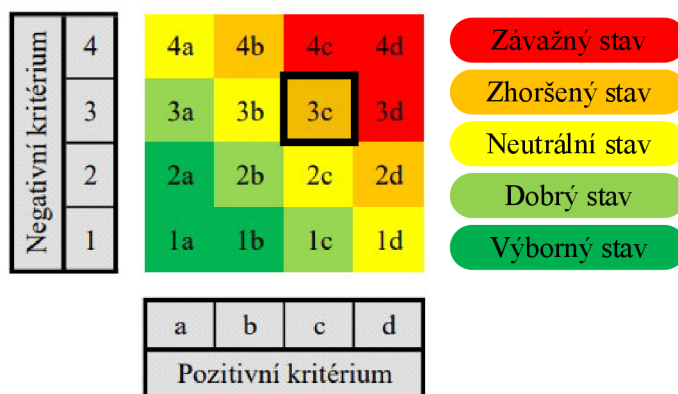 Negativní kritérium
4
3
2
1
4a 4b 4c 4d
3a 3b 3c 3d
2a 2b 2c 2d
1a 1b 1c 1d
a b c d
Pozitivní kritérium
Závažný stav
Zhoršený stav
Neutrální stav
Dobrý stav
Výborný stav